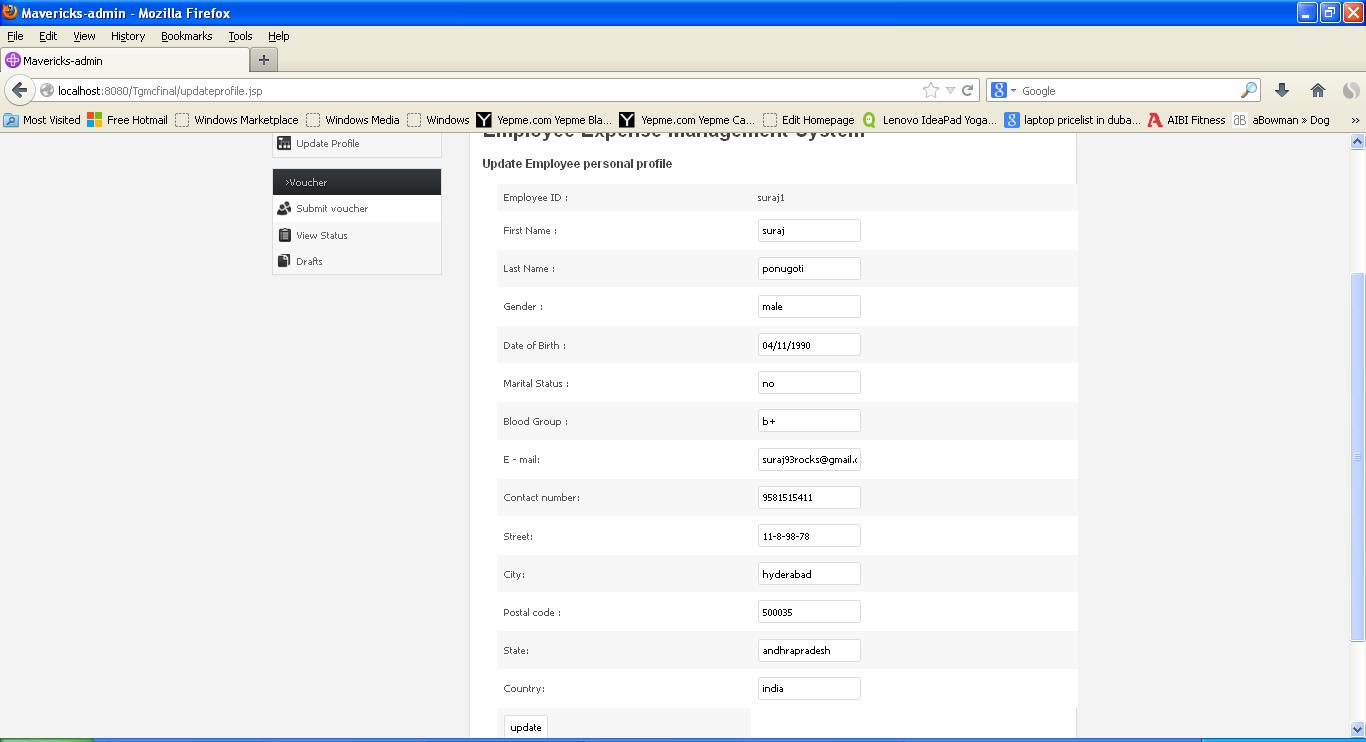 Mavericks-admin - Mozilla Firefox
File Edit View History Bookmarks Tools Help
Mavericks-admin
localhost:8080/Tgmcfinal/updateprofile.jsp
Google
Most Visited Free Hotmail Windows Marketplace Windows Media Windows Yepme.com Yepme Bla... Yepme.com Yepme Ca... Edit Homepage Lenovo IdeaPad Yoga... laptop pricelist in duba... AIBI Fitness aBowman » Dog »
Employee Expense Management System
Update Profile
>Voucher
Submit voucher
View Status
Drafts
Update Employee personal profile
Employee ID : suraj1
First Name : suraj
Last Name : ponugoti
Gender : male
Date of Birth : 04/11/1990
Marital Status : no
Blood Group : b+
E - mail: suraj93rocks@gmail.c
Contact number: 9581515411
Street: 11-8-98-78
City: hyderabad
Postal code : 500035
State: andhrapradesh
Country: india
update